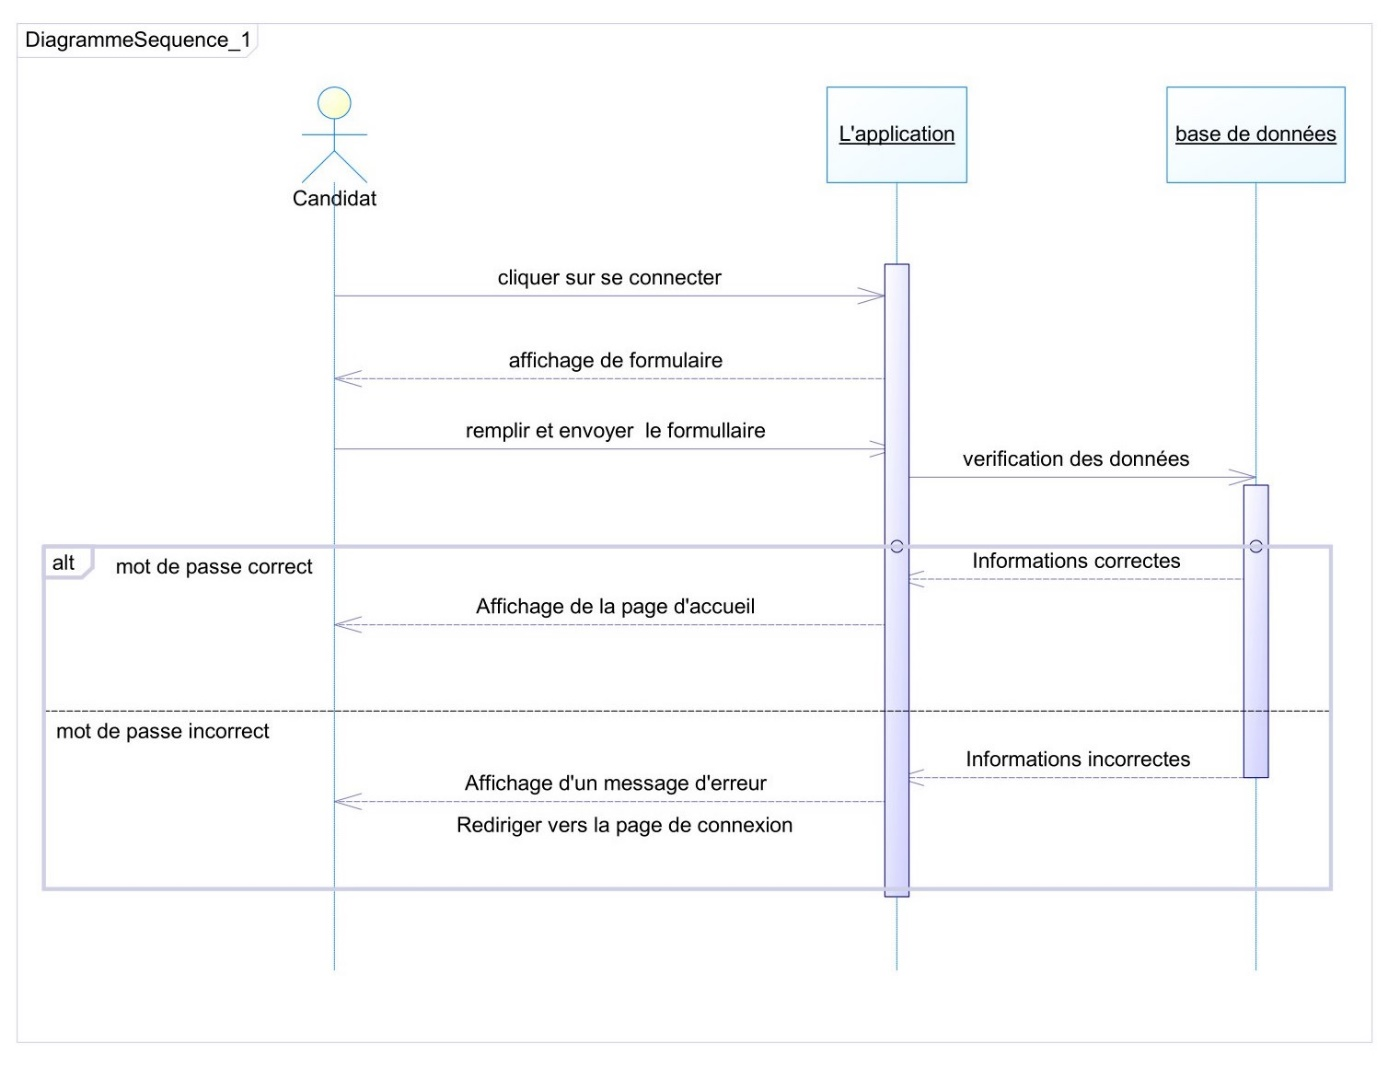 DiagrammeSequence_1
Candidat
L'application
base de données
cliquer sur se connecter
affichage de formulaire
remplir et envoyer  le formullaire
verification des données
alt
mot de passe correct
Informations correctes
Affichage de la page d'accueil
mot de passe incorrect
Informations incorrectes
Affichage d'un message d'erreur
Rediriger vers la page de connexion